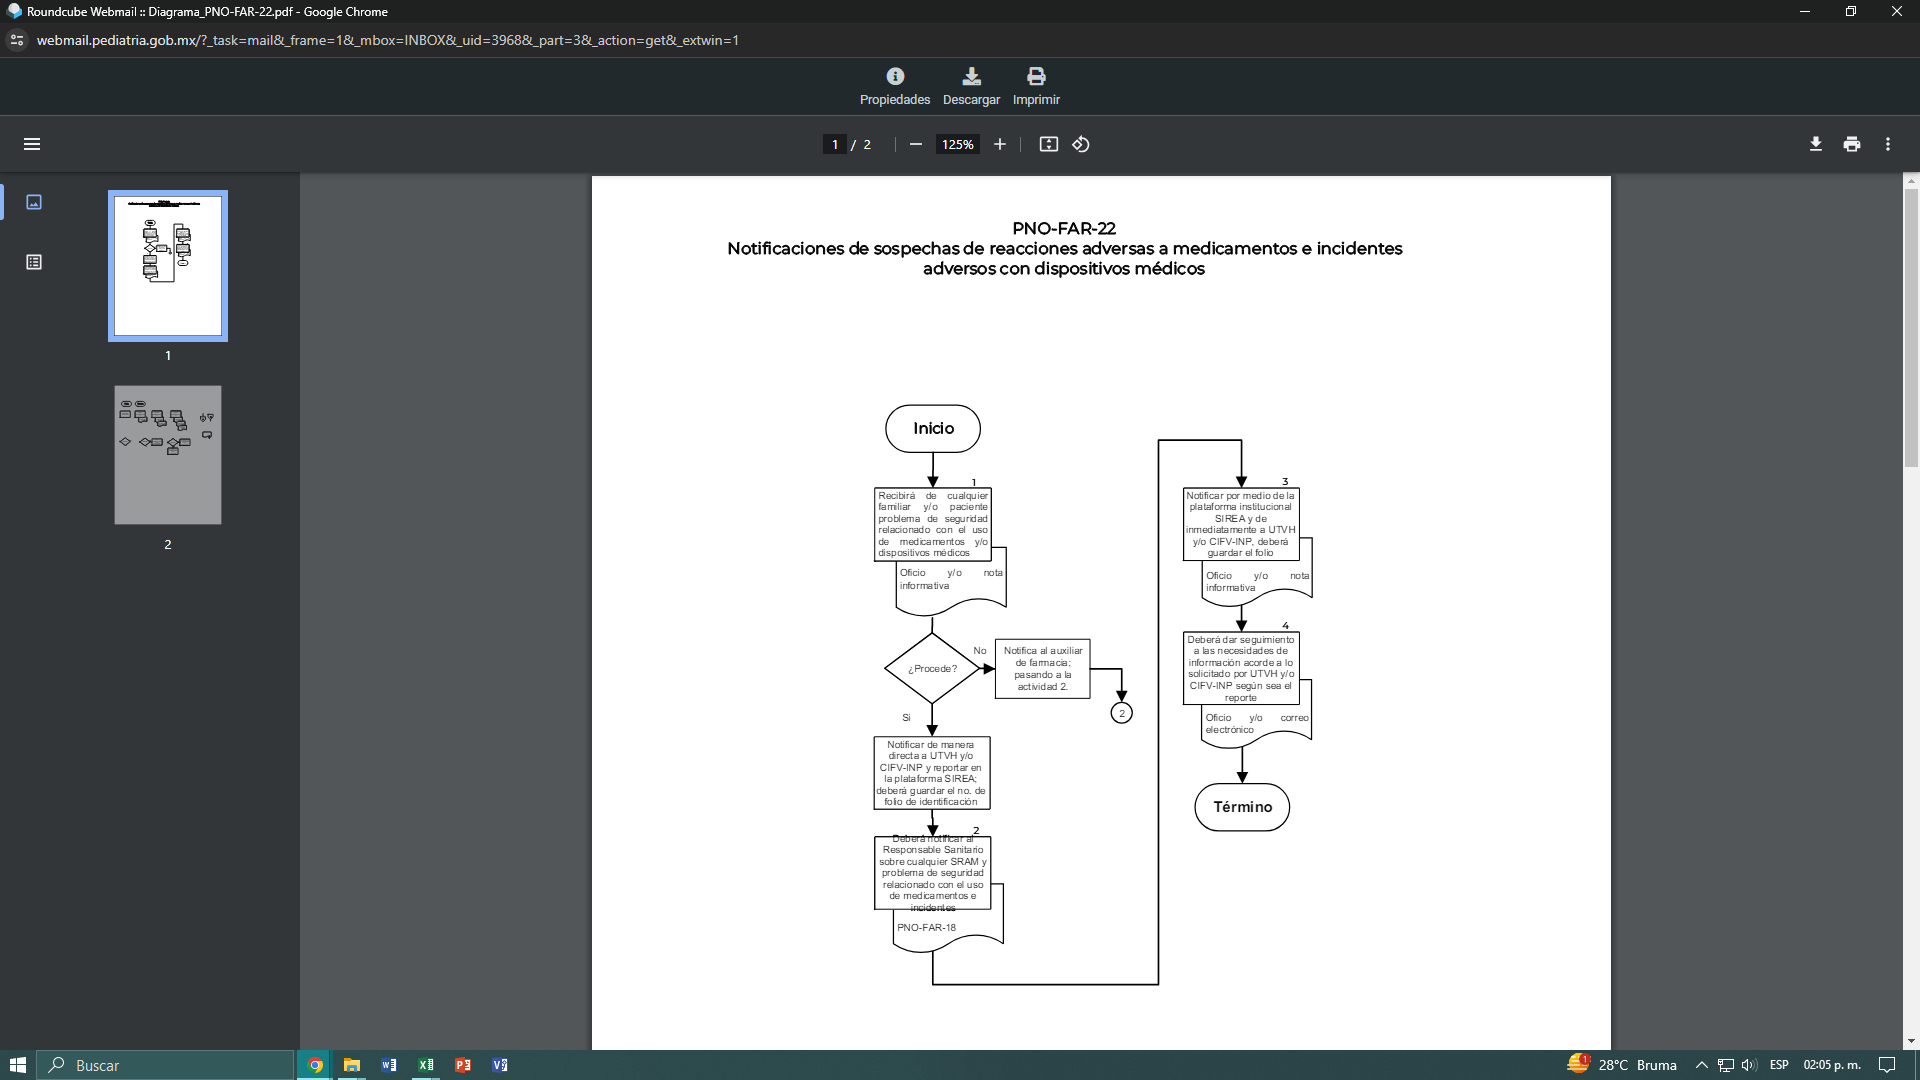 Roundcube Webmail :: Diagrama_PNO-FAR-22.pdf - Google Chrome
webmail.pediatria.gob.mx/?_task=mail&_frame=1&_mbox=INBOX&_uid=3968&_part=3&_action=get&_extwin=1
Propiedades Descargar Imprimir
1 / 2 125%
1
2
PNO-FAR-22
Notificaciones de sospechas de reacciones adversas a medicamentos e incidentes
adversos con dispositivos médicos
Inicio
1
Recibirá de cualquier
familiar y/o paciente
problema de seguridad
relacionado con el uso
de medicamentos y/o
dispositivos médicos
Oficio y/o nota
informativa
¿Procede?
No
Notifica al auxiliar
de farmacia;
pasando a la
actividad 2.
2
Si
Notificar de manera
directa a UTVH y/o
CIFV-INP y reportar en
la plataforma SIREA;
deberá guardar el no. de
folio de identificación
2
Deberá notificar al
Responsable Sanitario
sobre cualquier SRAM y
problema de seguridad
relacionado con el uso
de medicamentos e
incidentes
PNO-FAR-18
3
Notificar por medio de la
plataforma institucional
SIREA y de
inmediatamente a UTVH
y/o CIFV-INP, deberá
guardar el folio
Oficio y/o nota
informativa
4
Deberá dar seguimiento
a las necesidades de
información acorde a lo
solicitado por UTVH y/o
CIFV-INP según sea el
reporte
Oficio y/o correo
electrónico
Término
Buscar
28°C Bruma
ESP
02:05 p. m.